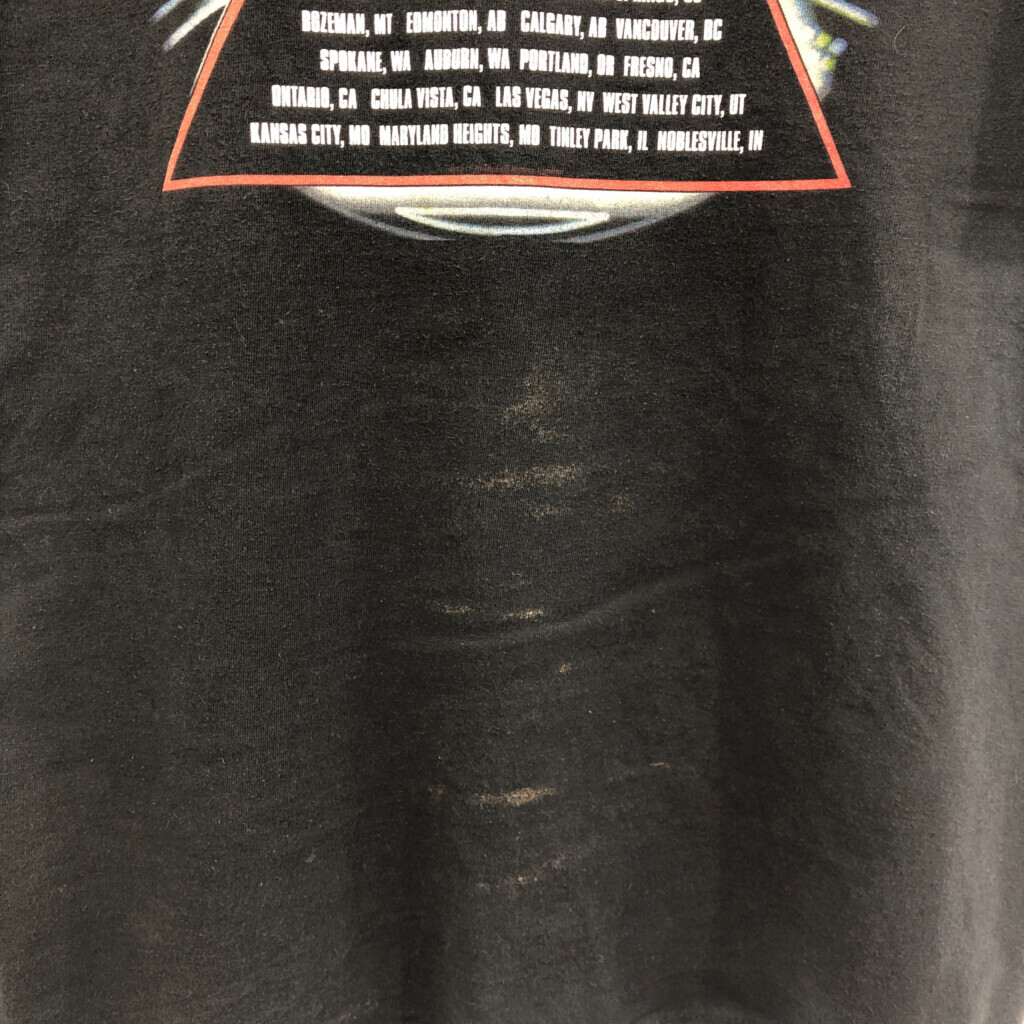 BOZEMAN, MT EDMONTON, AB CALGARY, AB VANCOUVER, BC
SPOKANE, WA AUBURN, WA PORTLAND, OR FRESNO, CA
ONTARIO, CA CHULA VISTA, CA LAS VEGAS, NV WEST VALLEY CITY, UT
KANSAS CITY, MO MARYLAND HEIGHTS, MO TINLEY PARK, IL NOBLESVILLE, IN